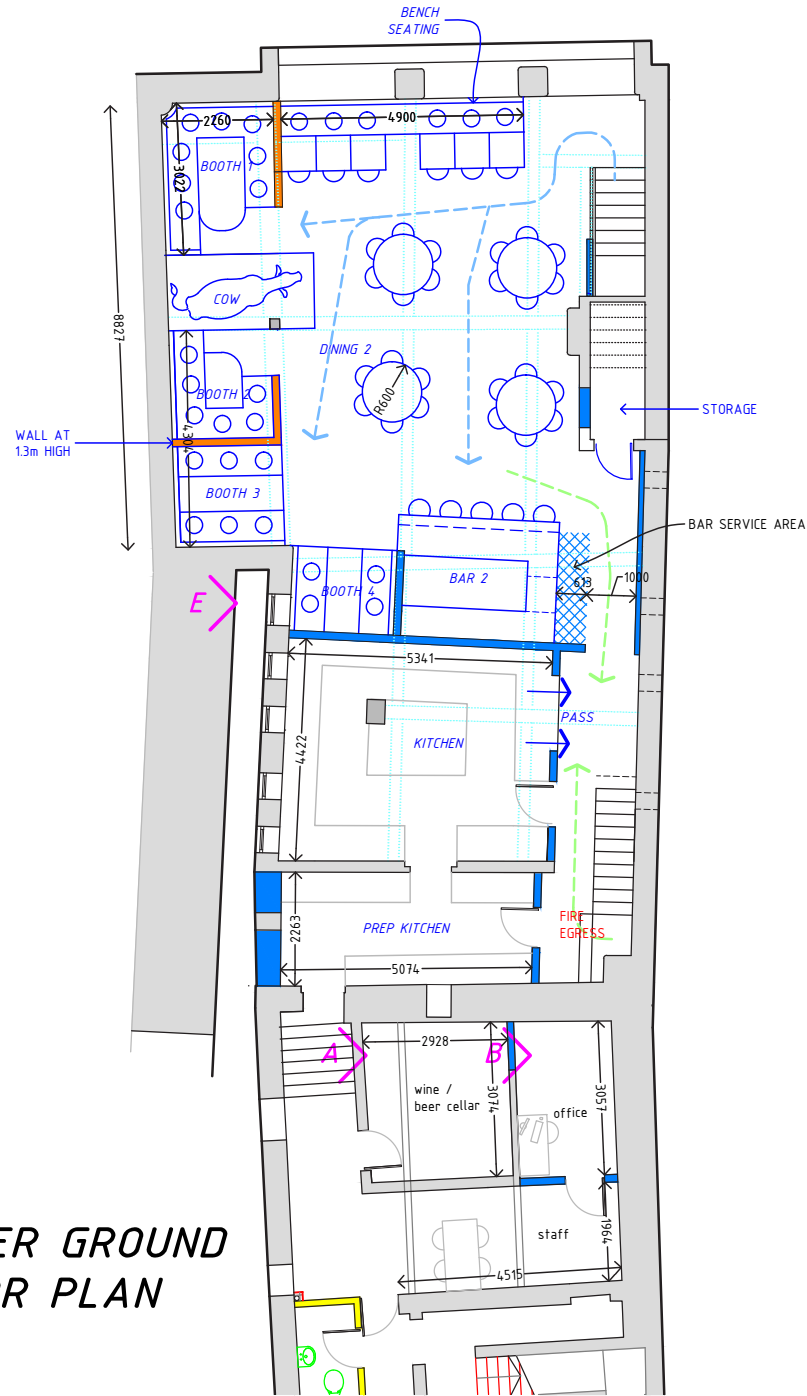 BENCH
SEATING
2260
4900
BOOTH 1
3022
COW
8827
DINING 2
BOOTH 2
R600
4304
WALL AT
1.3m HIGH
STORAGE
BOOTH 3
BAR SERVICE AREA
BAR 2
613
1000
BOOTH 4
E
5341
PASS
KITCHEN
4422
FIRE
EGRESS
PREP KITCHEN
2263
5074
A
2928
B
wine /
beer cellar
3074
office
3057
staff
1964
4515
ER GROUND
OR PLAN